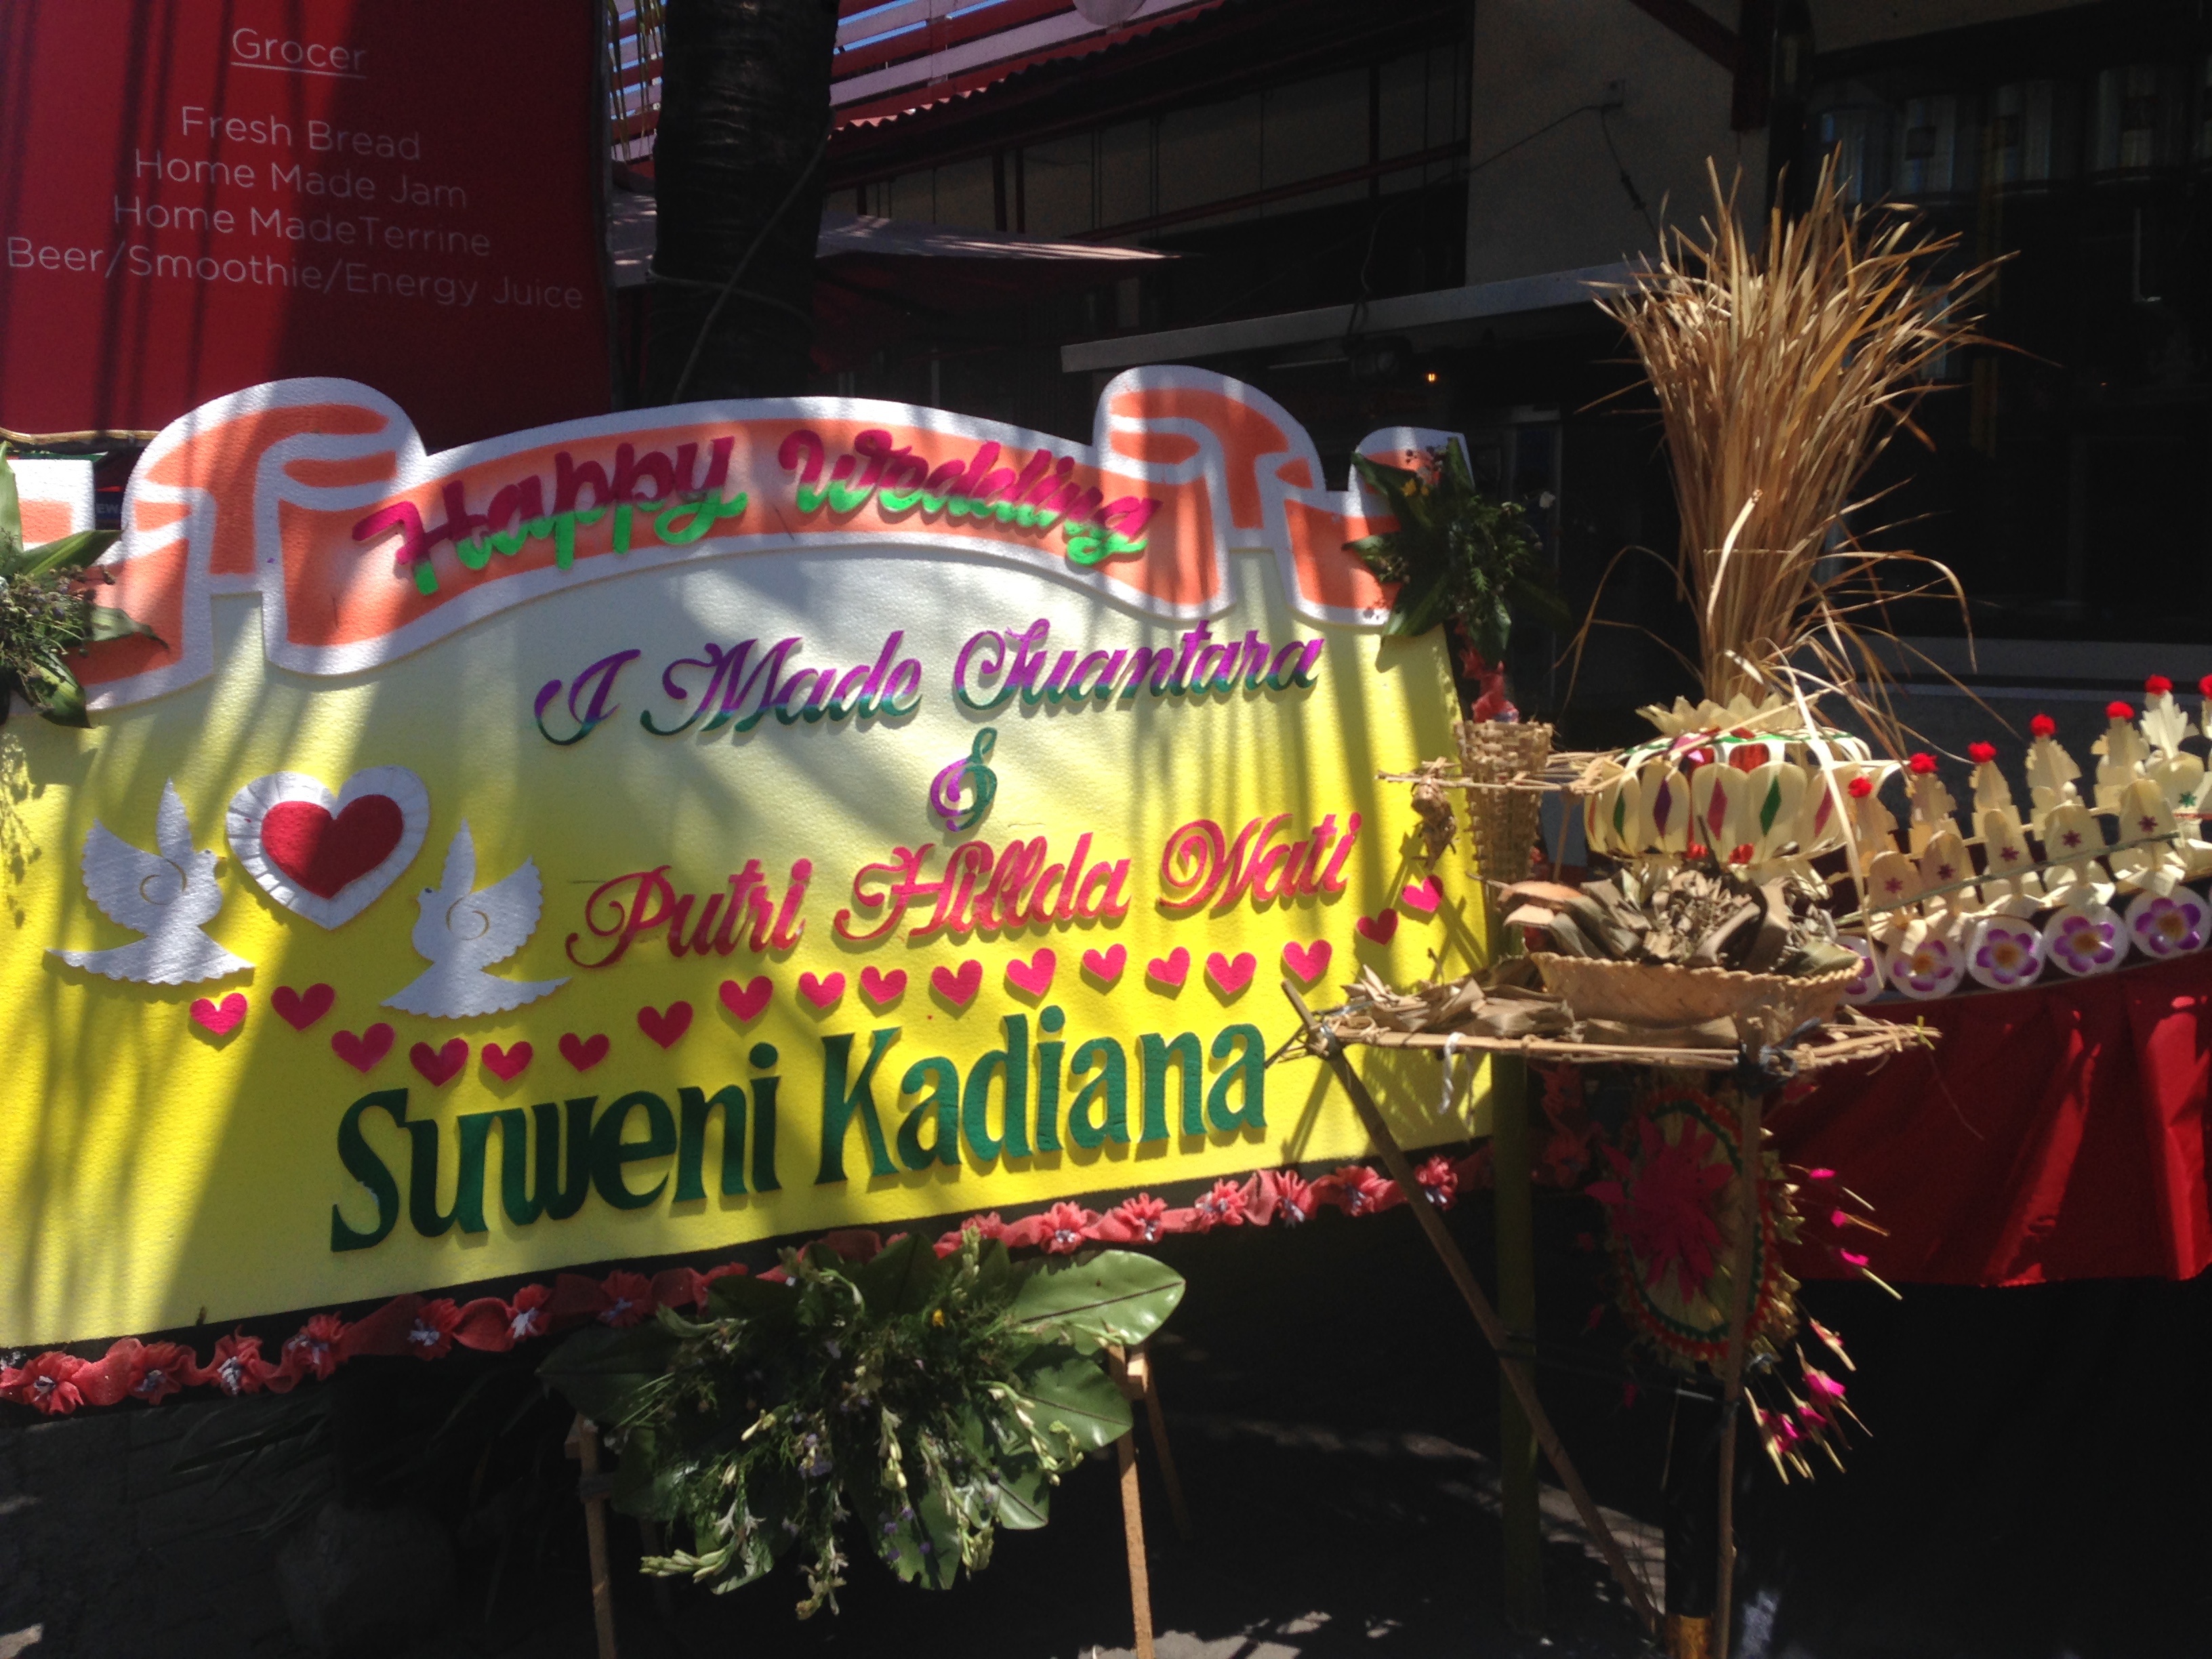 Grocer
Fresh Bread
Home Made Jam
Home MadeTerrine
Beer/Smoothie/Energy Juice
Happy Wedding
I Made Suantara
&
Putri Hillda Wati
Suweni Kadiana